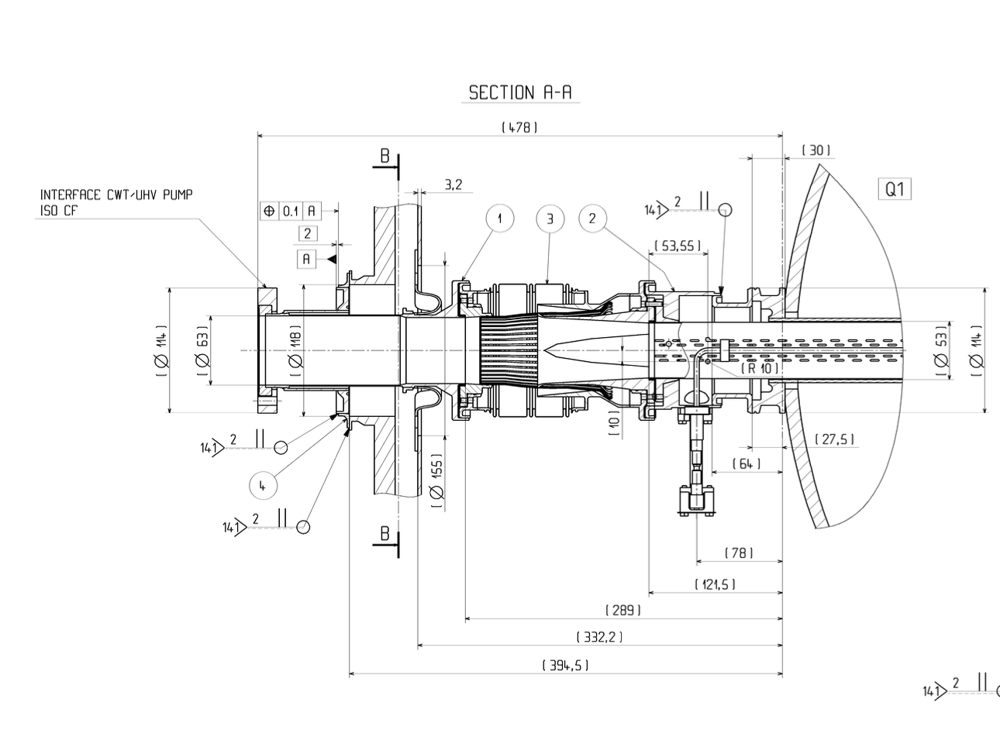 SECTION A-A
( 478 )
B
( 30 )
3,2
INTERFACE CWT/UHV PUMP
ISO CF
Q1
⌖ 0.1 A
2
A
1
3
2
141 2 ||
( 53,55 )
( Ø 114 )
( Ø 63 )
( Ø 118 )
( Ø 53 )
( Ø 114 )
( R 10 )
( 10 )
141 2 ||
4
( Ø 155 )
( 27,5 )
( 64 )
141 2 ||
B
( 78 )
( 121,5 )
( 289 )
( 332,2 )
( 394,5 )
141 2 ||